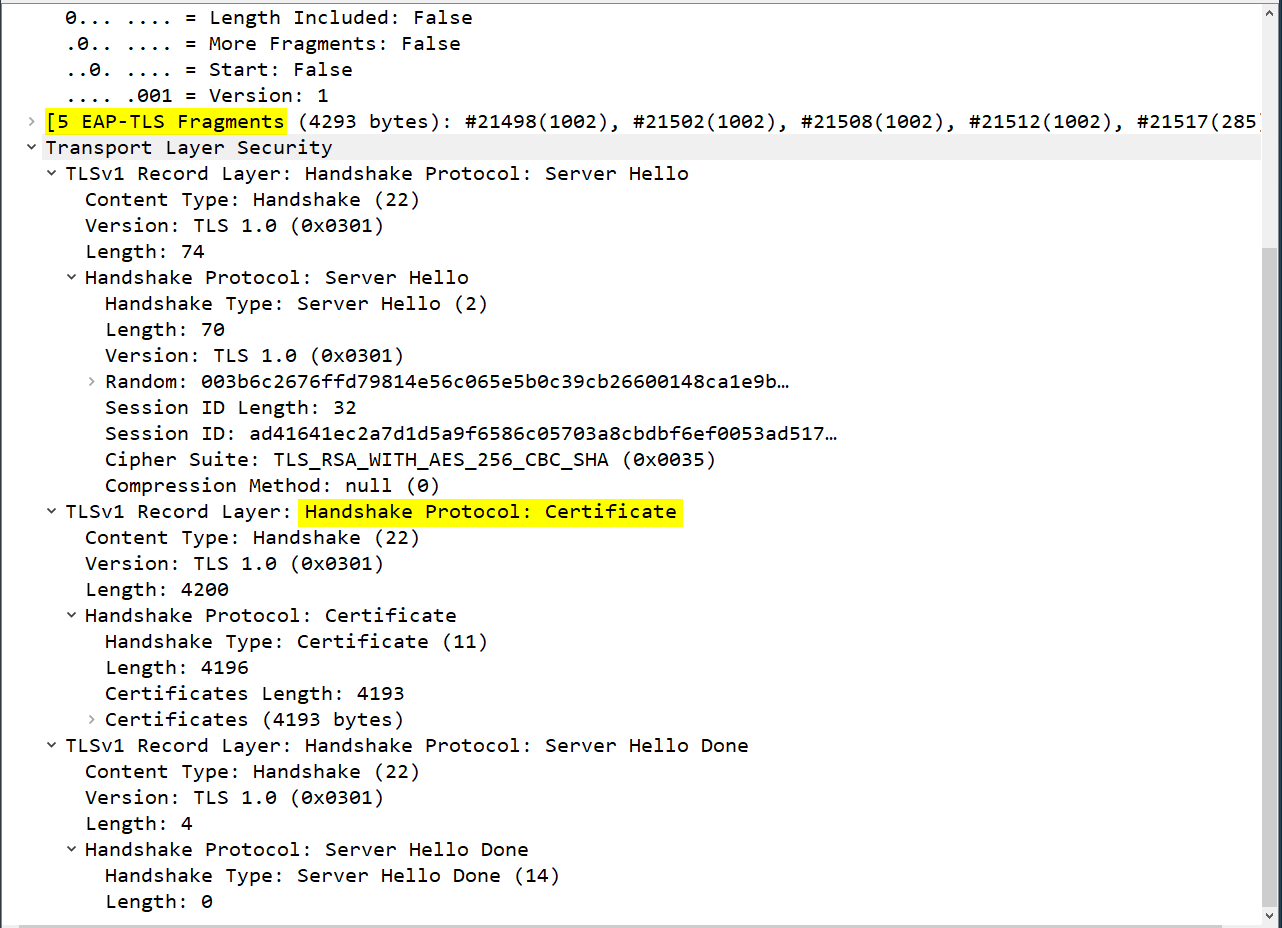 0... .... = Length Included: False
.0.. .... = More Fragments: False
..0. .... = Start: False
.... .001 = Version: 1
[5 EAP-TLS Fragments (4293 bytes): #21498(1002), #21502(1002), #21508(1002), #21512(1002), #21517(285)
Transport Layer Security
TLSv1 Record Layer: Handshake Protocol: Server Hello
Content Type: Handshake (22)
Version: TLS 1.0 (0x0301)
Length: 74
Handshake Protocol: Server Hello
Handshake Type: Server Hello (2)
Length: 70
Version: TLS 1.0 (0x0301)
Random: 003b6c2676ffd79814e56c065e5b0c39cb26600148ca1e9b…
Session ID Length: 32
Session ID: ad41641ec2a7d1d5a9f6586c05703a8cbdbf6ef0053ad517…
Cipher Suite: TLS_RSA_WITH_AES_256_CBC_SHA (0x0035)
Compression Method: null (0)
TLSv1 Record Layer: Handshake Protocol: Certificate
Content Type: Handshake (22)
Version: TLS 1.0 (0x0301)
Length: 4200
Handshake Protocol: Certificate
Handshake Type: Certificate (11)
Length: 4196
Certificates Length: 4193
Certificates (4193 bytes)
TLSv1 Record Layer: Handshake Protocol: Server Hello Done
Content Type: Handshake (22)
Version: TLS 1.0 (0x0301)
Length: 4
Handshake Protocol: Server Hello Done
Handshake Type: Server Hello Done (14)
Length: 0